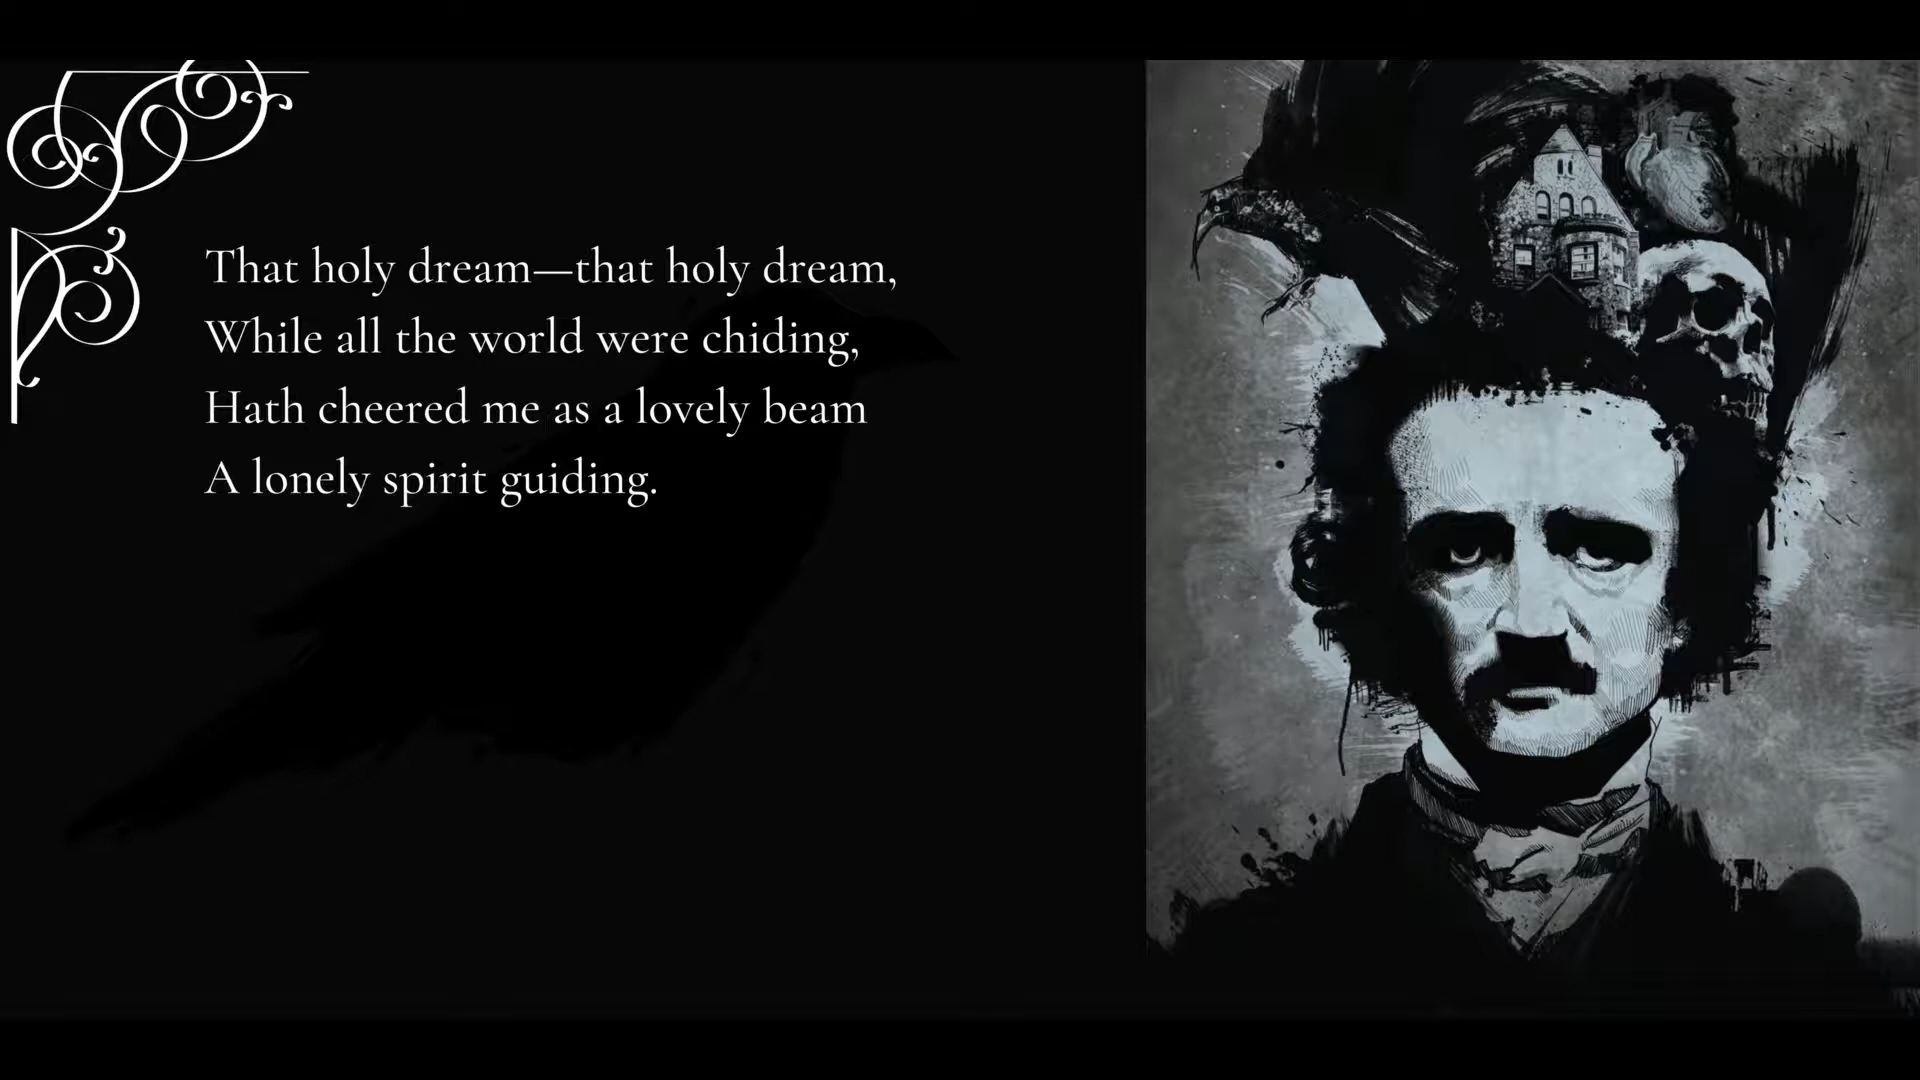 That holy dream—that holy dream,
While all the world were chiding,
Hath cheered me as a lovely beam
A lonely spirit guiding.